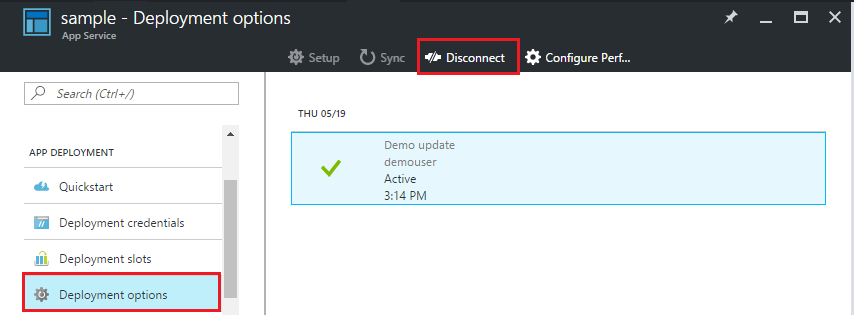 sample - Deployment options
App Service
Setup Sync Disconnect Configure Perf...
Search (Ctrl+/)
APP DEPLOYMENT
Quickstart
Deployment credentials
Deployment slots
Deployment options
THU 05/19
Demo update
demouser
Active
3:14 PM